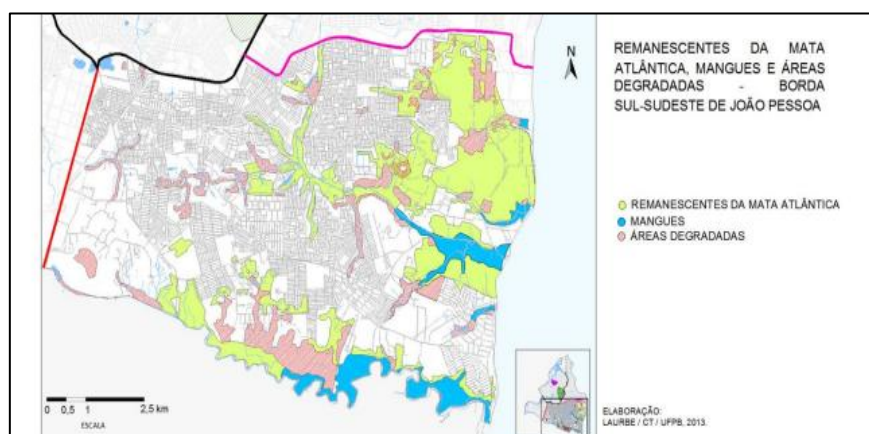 REMANESCENTES DA MATA
ATLÂNTICA, MANGUES E ÁREAS
DEGRADADAS - BORDA
SUL-SUDESTE DE JOÃO PESSOA
N
REMANESCENTES DA MATA ATLÂNTICA
MANGUES
ÁREAS DEGRADADAS
0 0,5 1 2,5 km
ESCALA
ELABORAÇÃO:
LAURBE / CT / UFPB, 2013.